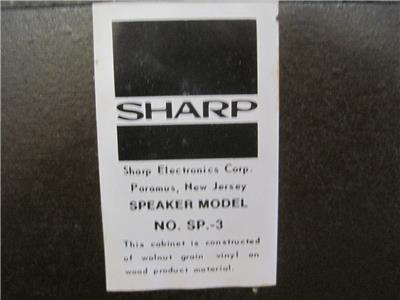 SHARP
Sharp Electronics Corp.
Paramus, New Jersey
SPEAKER MODEL
NO. SP.-3
This cabinet is constructed
of walnut grain vinyl on
wood product material.